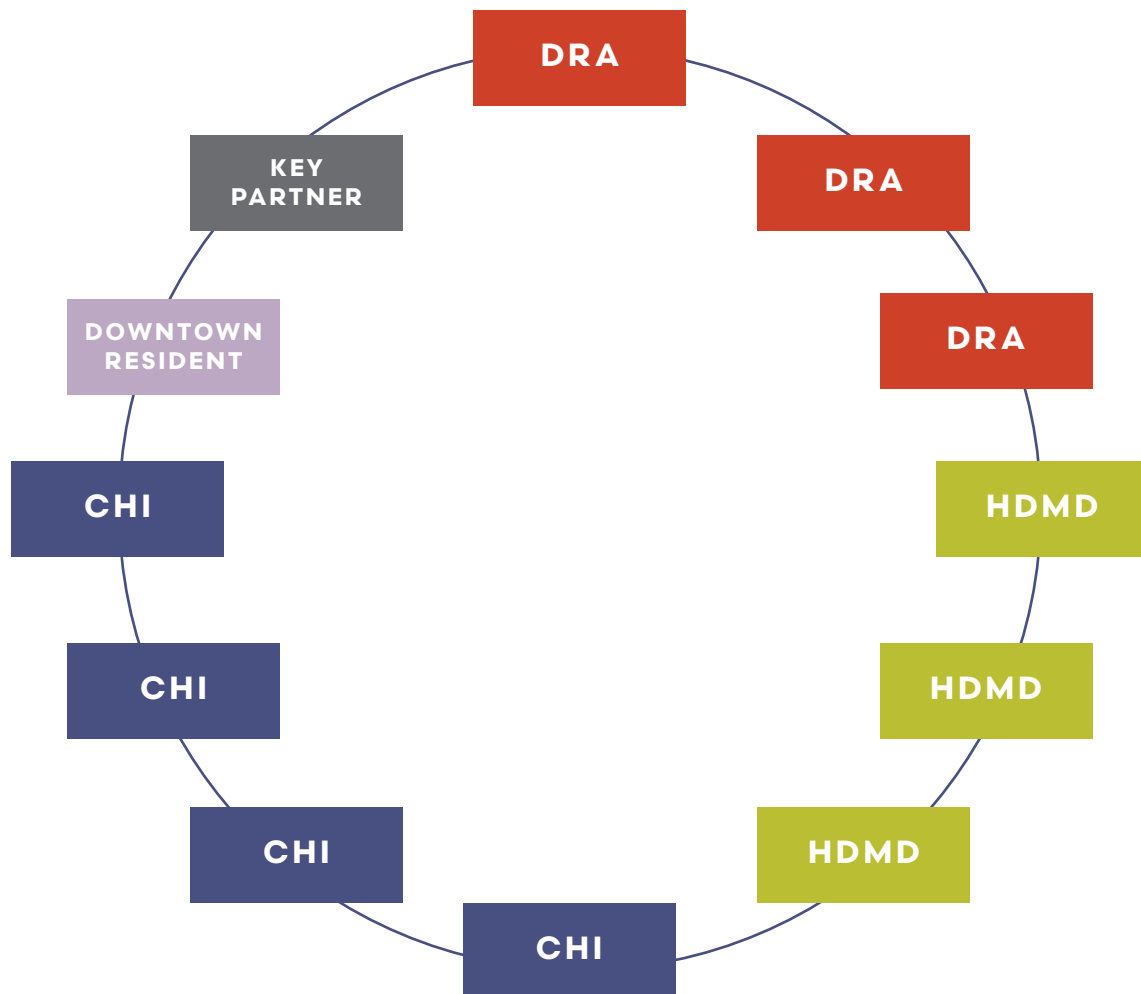 DRA
KEY
PARTNER
DRA
DOWNTOWN
RESIDENT
DRA
CHI
HDMD
CHI
HDMD
CHI
HDMD
CHI